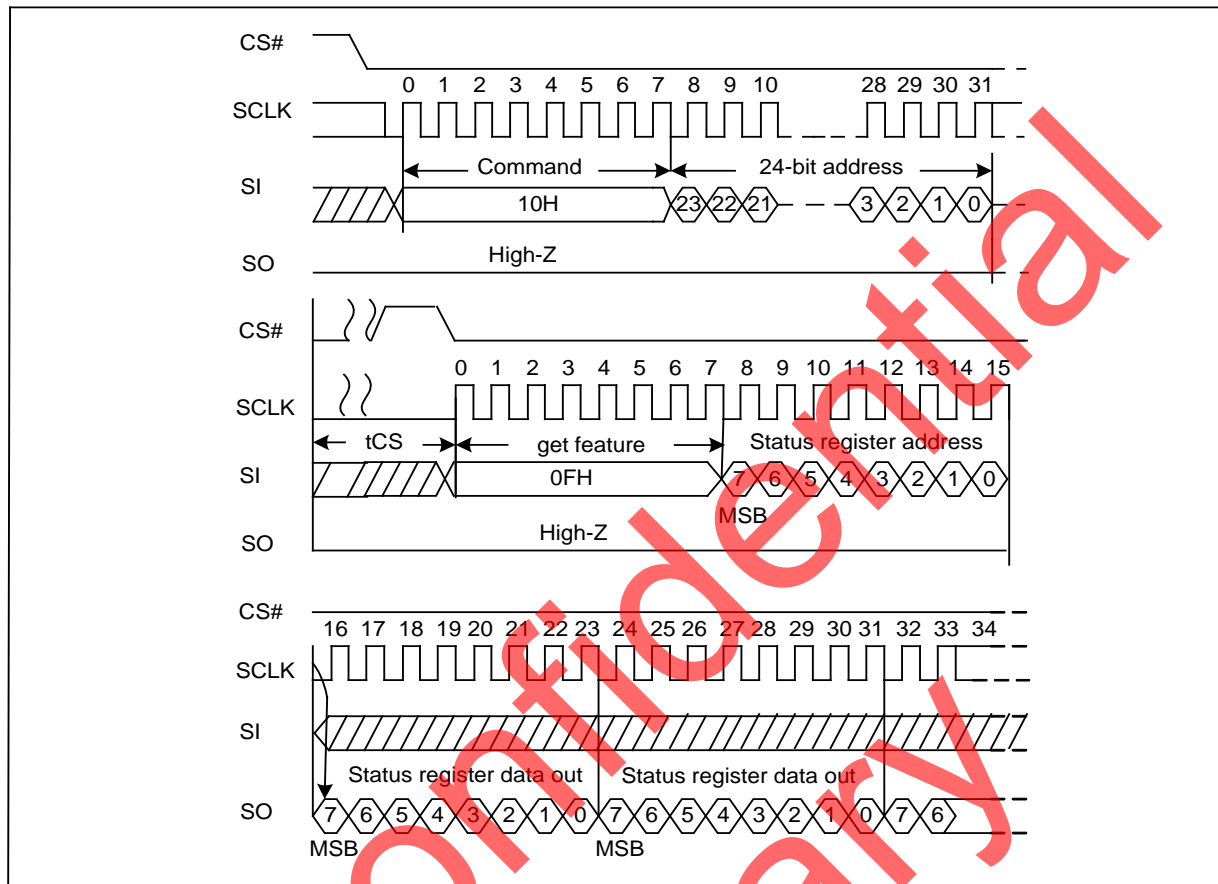 CS#
0 1 2 3 4 5 6 7 8 9 10 28 29 30 31
SCLK
Command 24-bit address
SI
10H 23 22 21 3 2 1 0
High-Z
SO
CS#
0 1 2 3 4 5 6 7 8 9 10 11 12 13 14 15
SCLK
tCS get feature Status register address
SI
0FH 7 6 5 4 3 2 1 0
MSB
High-Z
SO
CS#
16 17 18 19 20 21 22 23 24 25 26 27 28 29 30 31 32 33 34
SCLK
SI
Status register data out Status register data out
SO
7 6 5 4 3 2 1 0 7 6 5 4 3 2 1 0 7 6
MSB MSB
onfidential
ary